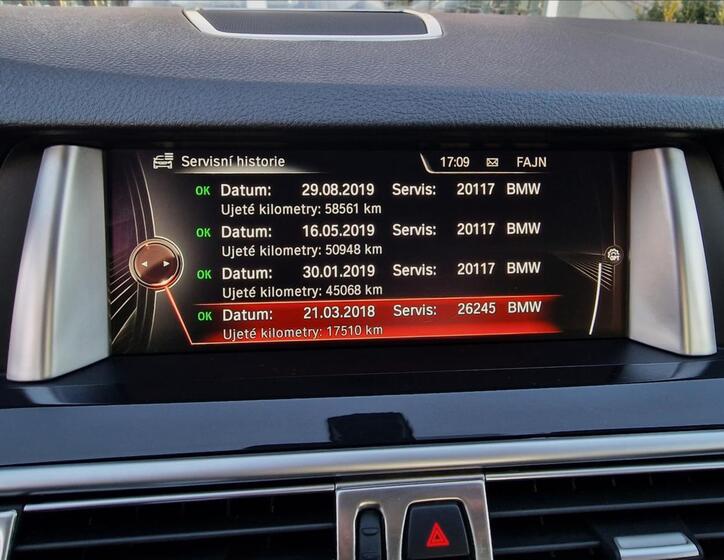 Servisní historie 17:09 FAJN
OK Datum: 29.08.2019 Servis: 20117 BMW
Ujeté kilometry: 58561 km
OK Datum: 16.05.2019 Servis: 20117 BMW
Ujeté kilometry: 50948 km
OK Datum: 30.01.2019 Servis: 20117 BMW
Ujeté kilometry: 45068 km
OK Datum: 21.03.2018 Servis: 26245 BMW
Ujeté kilometry: 17510 km